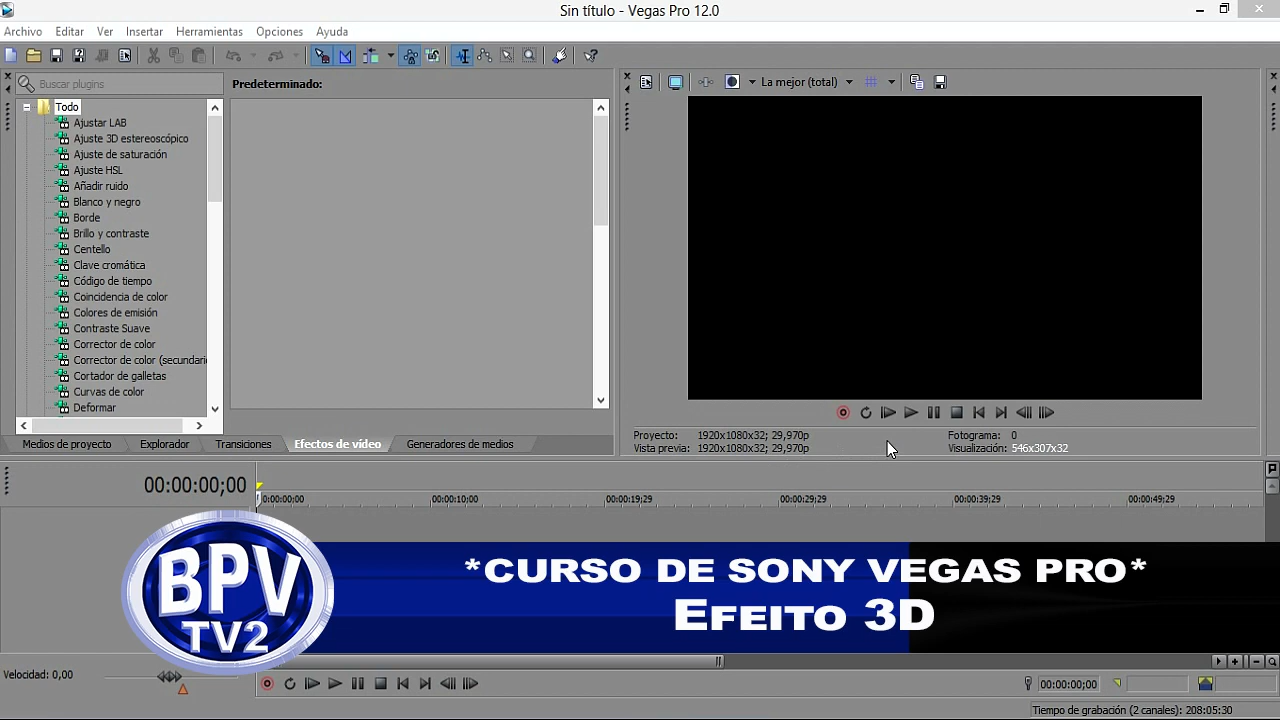 Sin título - Vegas Pro 12.0
Archivo Editar Ver Insertar Herramientas Opciones Ayuda
Buscar plugins
Predeterminado:
La mejor (total)
Todo
Ajustar LAB
Ajuste 3D estereoscópico
Ajuste de saturación
Ajuste HSL
Añadir ruido
Blanco y negro
Borde
Brillo y contraste
Centello
Clave cromática
Código de tiempo
Coincidencia de color
Colores de emisión
Contraste Suave
Corrector de color
Corrector de color (secundari
Cortador de galletas
Curvas de color
Deformar
Medios de proyecto Explorador Transiciones Efectos de vídeo Generadores de medios
Proyecto: 1920x1080x32; 29,970p
Vista previa: 1920x1080x32; 29,970p
Fotograma: 0
Visualización: 546x307x32
00:00:00;00
0:00:00;00 00:00:10;00 00:00:19;29 00:00:29;29 00:00:39;29 00:00:49;29
BPV
TV2
*CURSO DE SONY VEGAS PRO*
EFEITO 3D
Velocidad: 0,00
00:00:00;00
Tiempo de grabación (2 canales): 208:05:30